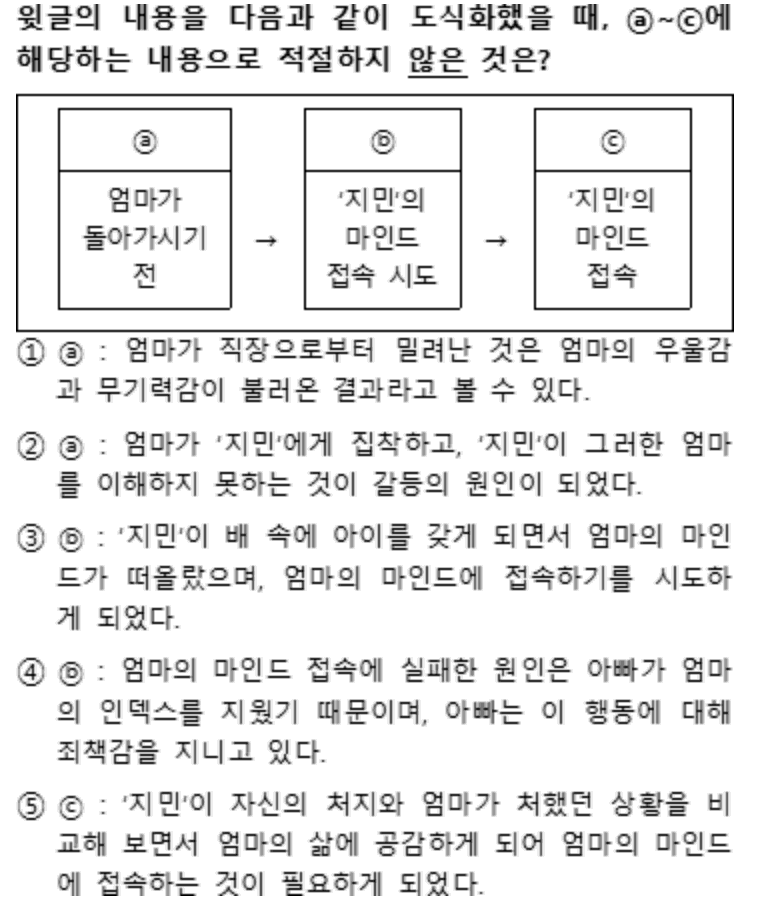 윗글의 내용을 다음과 같이 도식화했을 때, ⓐ~ⓒ에
해당하는 내용으로 적절하지 않은 것은?
ⓐ
엄마가
돌아가시기
전
→
ⓑ
'지민'의
마인드
접속 시도
→
ⓒ
'지민'의
마인드
접속
① ⓐ : 엄마가 직장으로부터 밀려난 것은 엄마의 우울감
과 무기력감이 불러온 결과라고 볼 수 있다.
② ⓐ : 엄마가 '지민'에게 집착하고, '지민'이 그러한 엄마
를 이해하지 못하는 것이 갈등의 원인이 되었다.
③ ⓑ : '지민'이 배 속에 아이를 갖게 되면서 엄마의 마인
드가 떠올랐으며, 엄마의 마인드에 접속하기를 시도하
게 되었다.
④ ⓑ : 엄마의 마인드 접속에 실패한 원인은 아빠가 엄마
의 인덱스를 지웠기 때문이며, 아빠는 이 행동에 대해
죄책감을 지니고 있다.
⑤ ⓒ : '지민'이 자신의 처지와 엄마가 처했던 상황을 비
교해 보면서 엄마의 삶에 공감하게 되어 엄마의 마인드
에 접속하는 것이 필요하게 되었다.